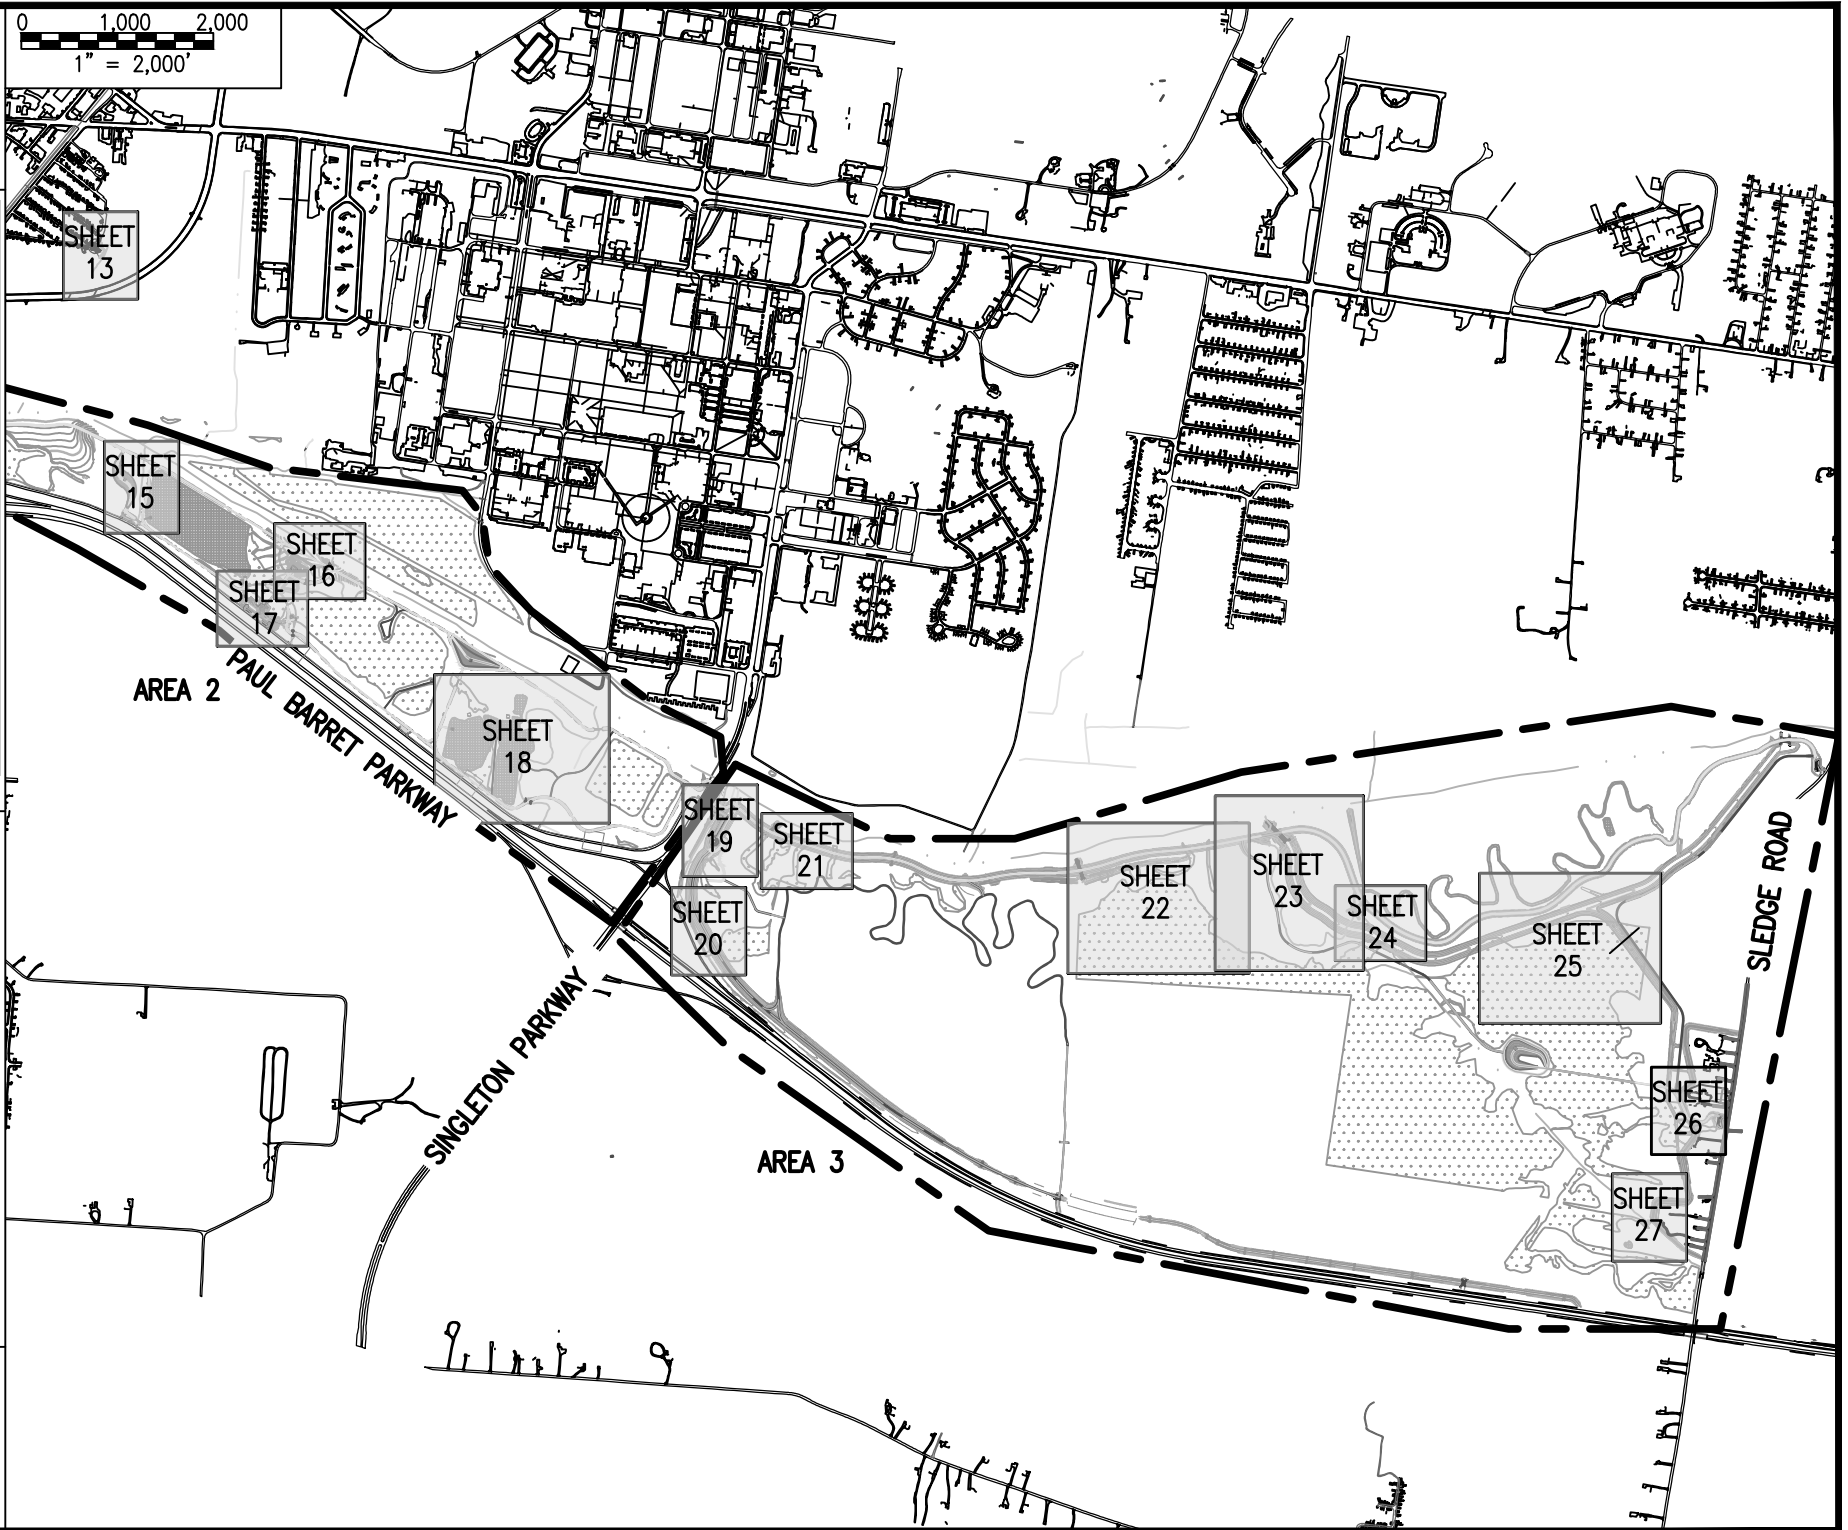 0 1,000 2,000
1" = 2,000'
SHEET
13
SHEET
15
SHEET
16
SHEET
17
AREA 2
PAUL BARRET PARKWAY
SHEET
18
SHEET
19
SHEET
20
SHEET
21
SHEET
22
SHEET
23
SHEET
24
SHEET
25
SLEDGE ROAD
SINGLETON PARKWAY
AREA 3
SHEET
26
SHEET
27